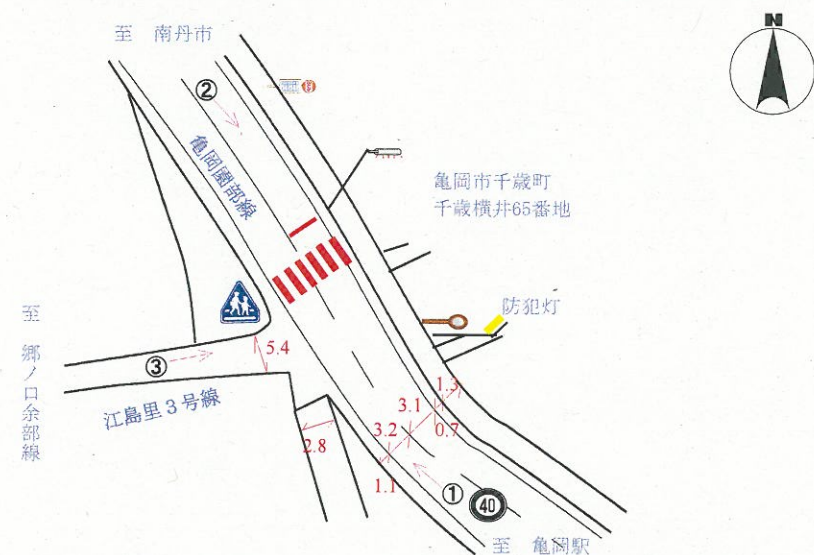 至 南丹市
N
②
亀岡園部線
亀岡市千歳町
千歳横井65番地
防犯灯
至 郷ノ口余部線
③
5.4
江島里3号線
2.8
1.3
3.1
0.7
3.2
1.1
①
40
至 亀岡駅